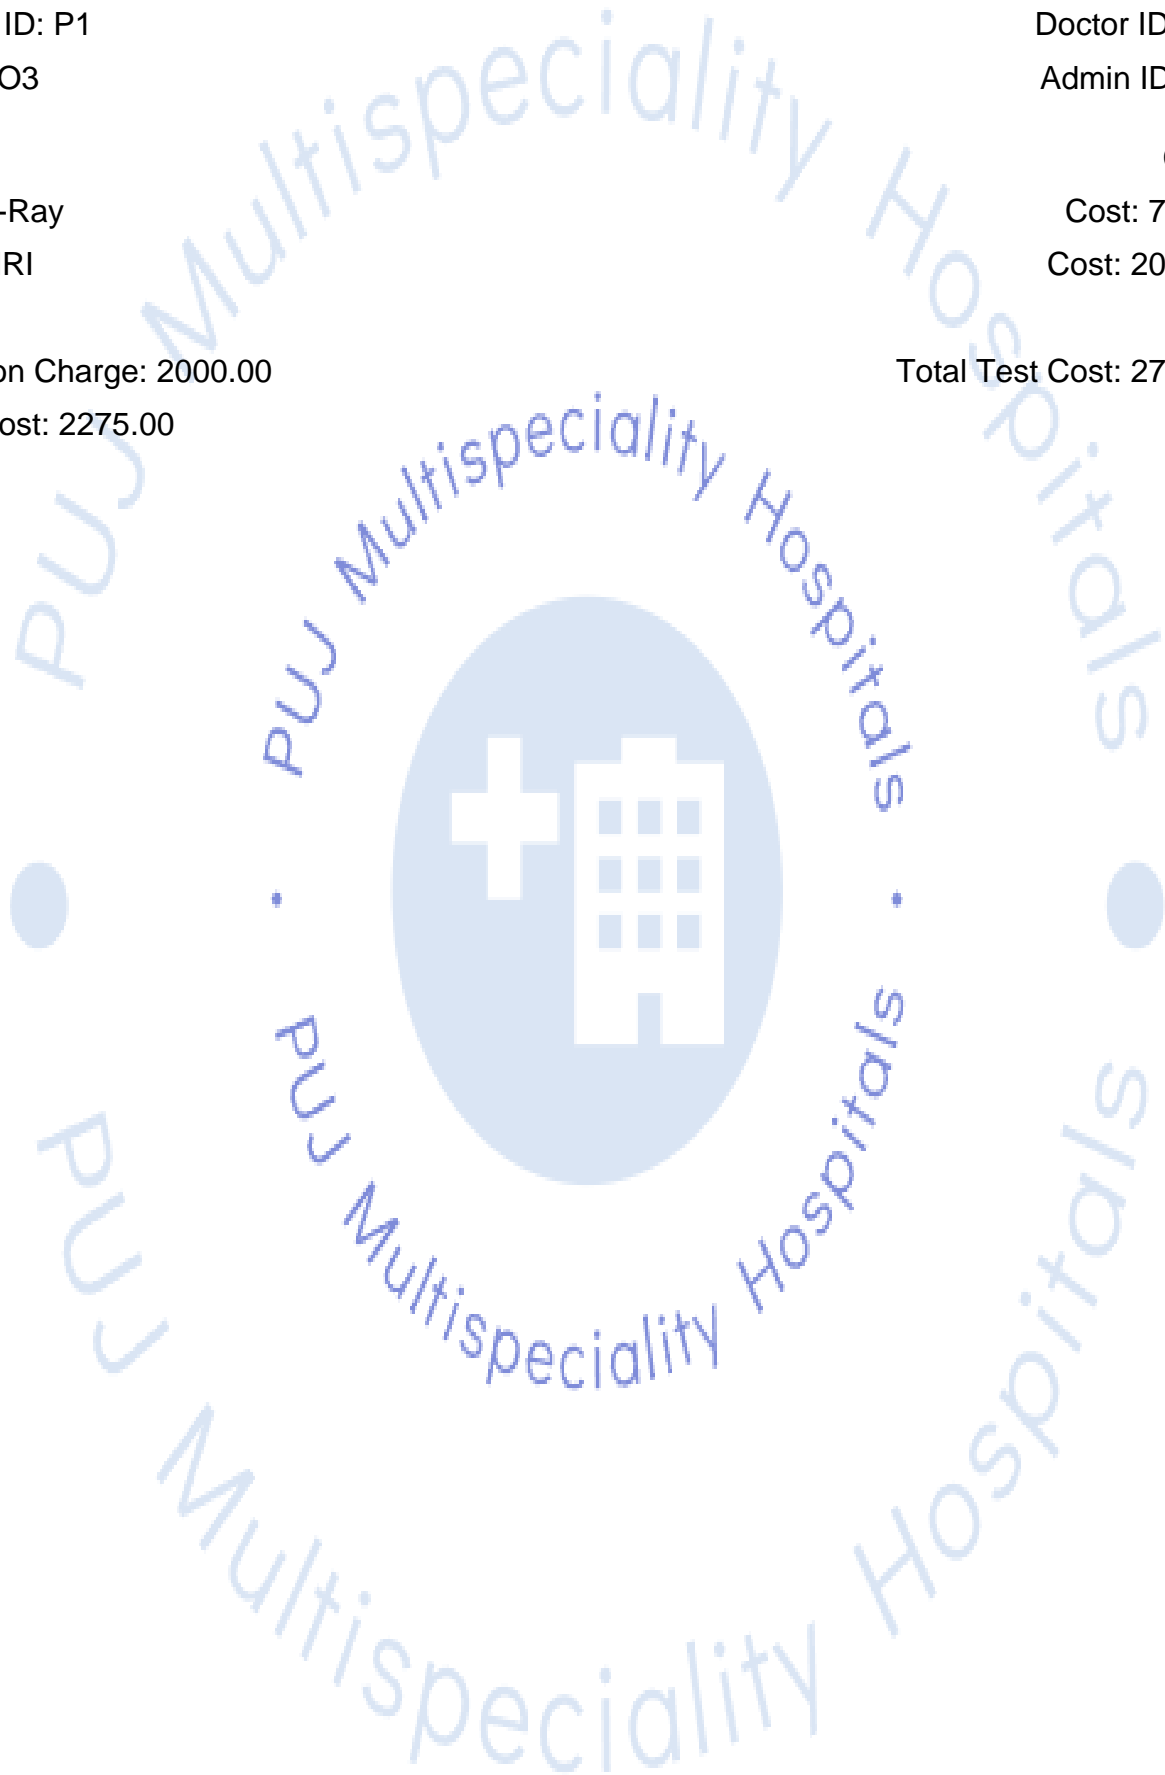 ID: P1 Doctor ID
O3 Admin ID
-Ray Cost: 7
RI Cost: 20
on Charge: 2000.00 Total Test Cost: 27
ost: 2275.00
PUJ Multispeciality Hospitals
PUJ Multispeciality Hospitals
PUJ Multispeciality Hospitals
PUJ Multispeciality Hospitals